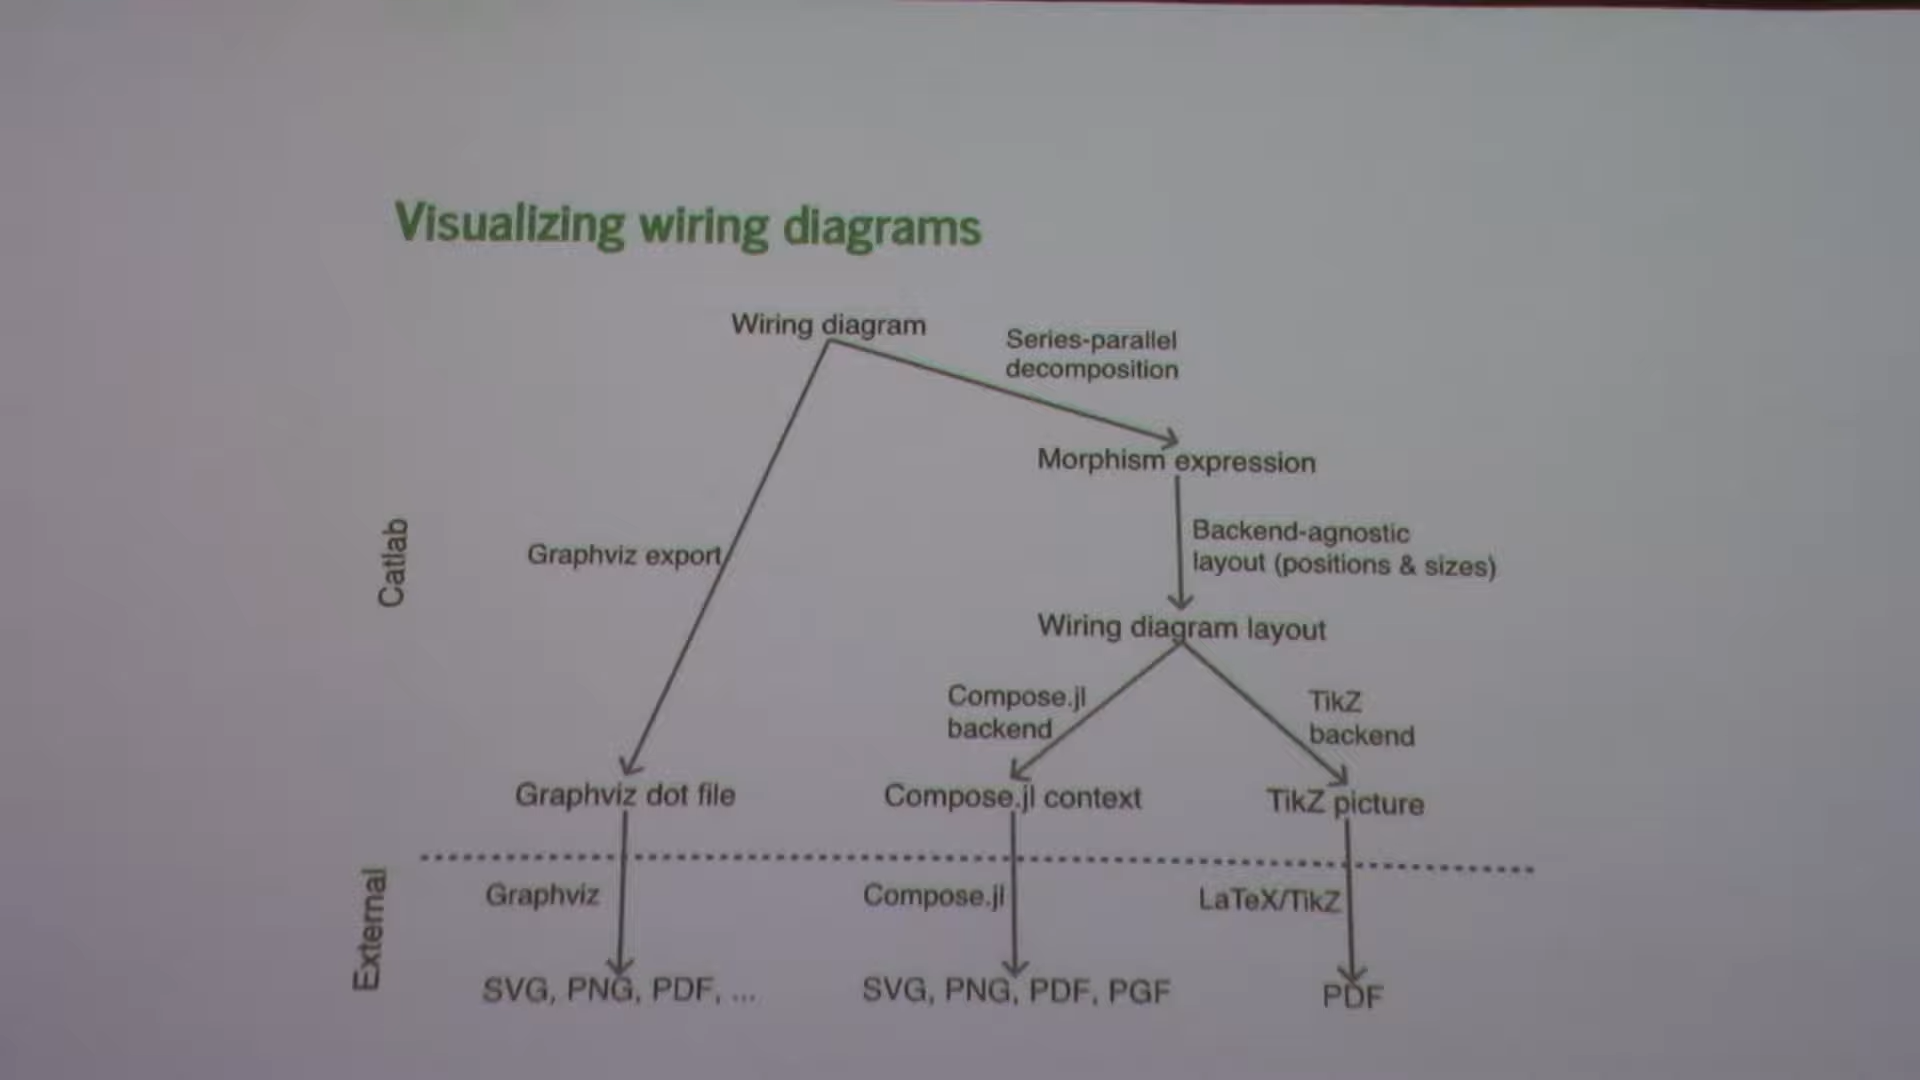 Visualizing wiring diagrams
Wiring diagram
Series-parallel
decomposition
Morphism expression
Catlab
Graphviz export
Backend-agnostic
layout (positions & sizes)
Wiring diagram layout
Compose.jl
backend
TikZ
backend
Graphviz dot file
Compose.jl context
TikZ picture
External
Graphviz
Compose.jl
LaTeX/TikZ
SVG, PNG, PDF, ...
SVG, PNG, PDF, PGF
PDF